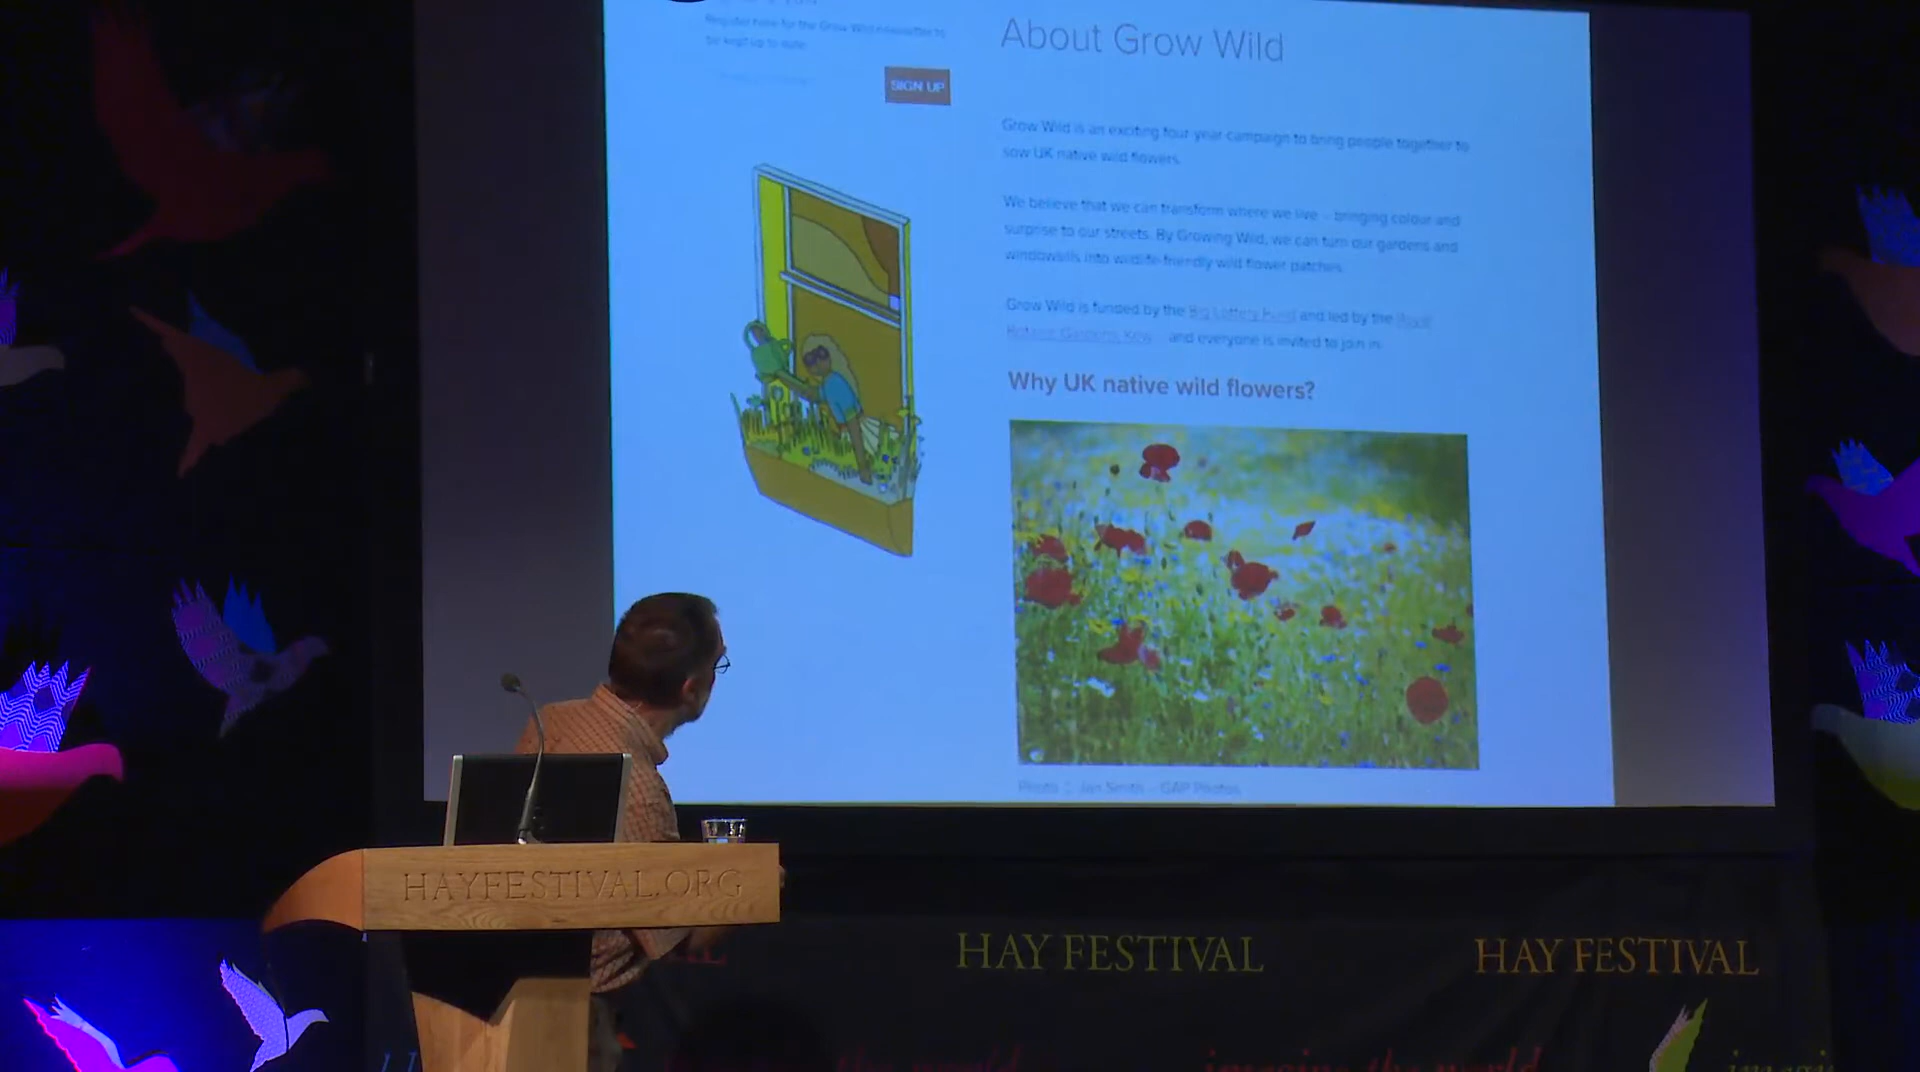 Register here for the Grow Wild newsletter to
be kept up to date
SIGN UP
About Grow Wild
Grow Wild is an exciting four-year campaign to bring people together to
sow UK native wild flowers.
We believe that we can transform where we live – bringing colour and
surprise to our streets. By Growing Wild, we can turn our gardens and
windowsills into wildlife-friendly wild flower patches.
Grow Wild is funded by the Big Lottery Fund and led by the Royal
Botanic Gardens, Kew and everyone is invited to join in.
Why UK native wild flowers?
Photo : Jan Smith – GAP Photos
HAYFESTIVAL.ORG
HAY FESTIVAL
HAY FESTIVAL
imagine the world